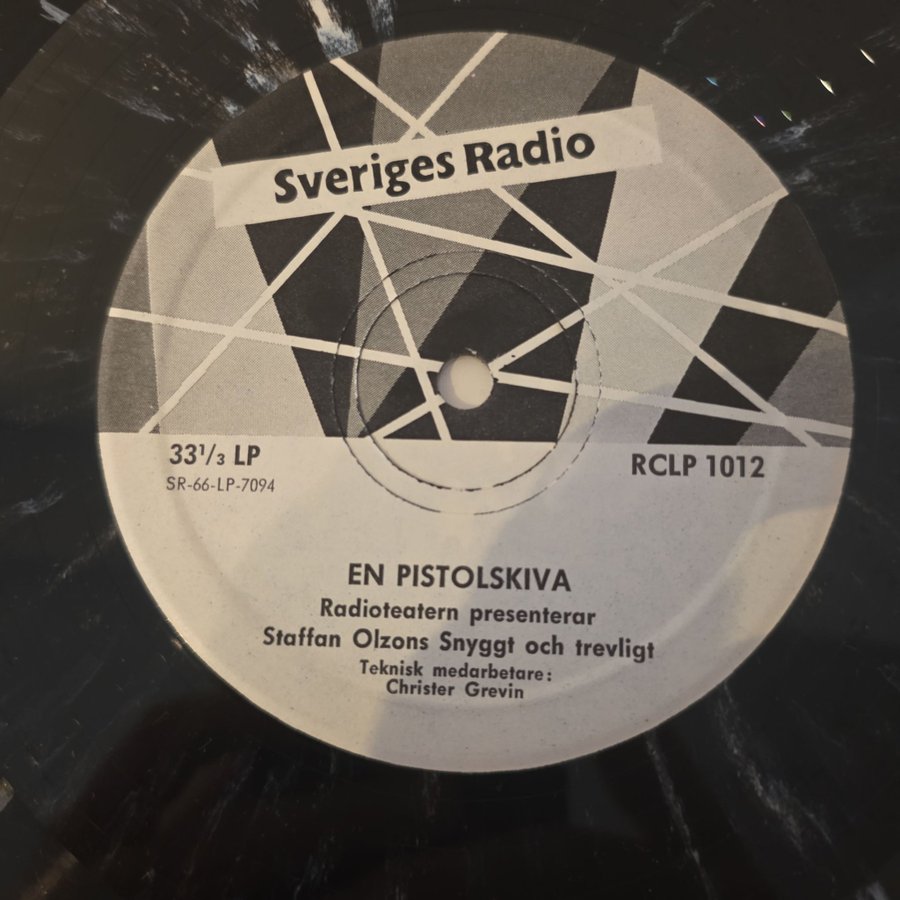 Sveriges Radio
33¹/₃ LP
RCLP 1012
SR-66-LP-7094
EN PISTOLSKIVA
Radioteatern presenterar
Staffan Olzons Snyggt och trevligt
Teknisk medarbetare:
Christer Grevin